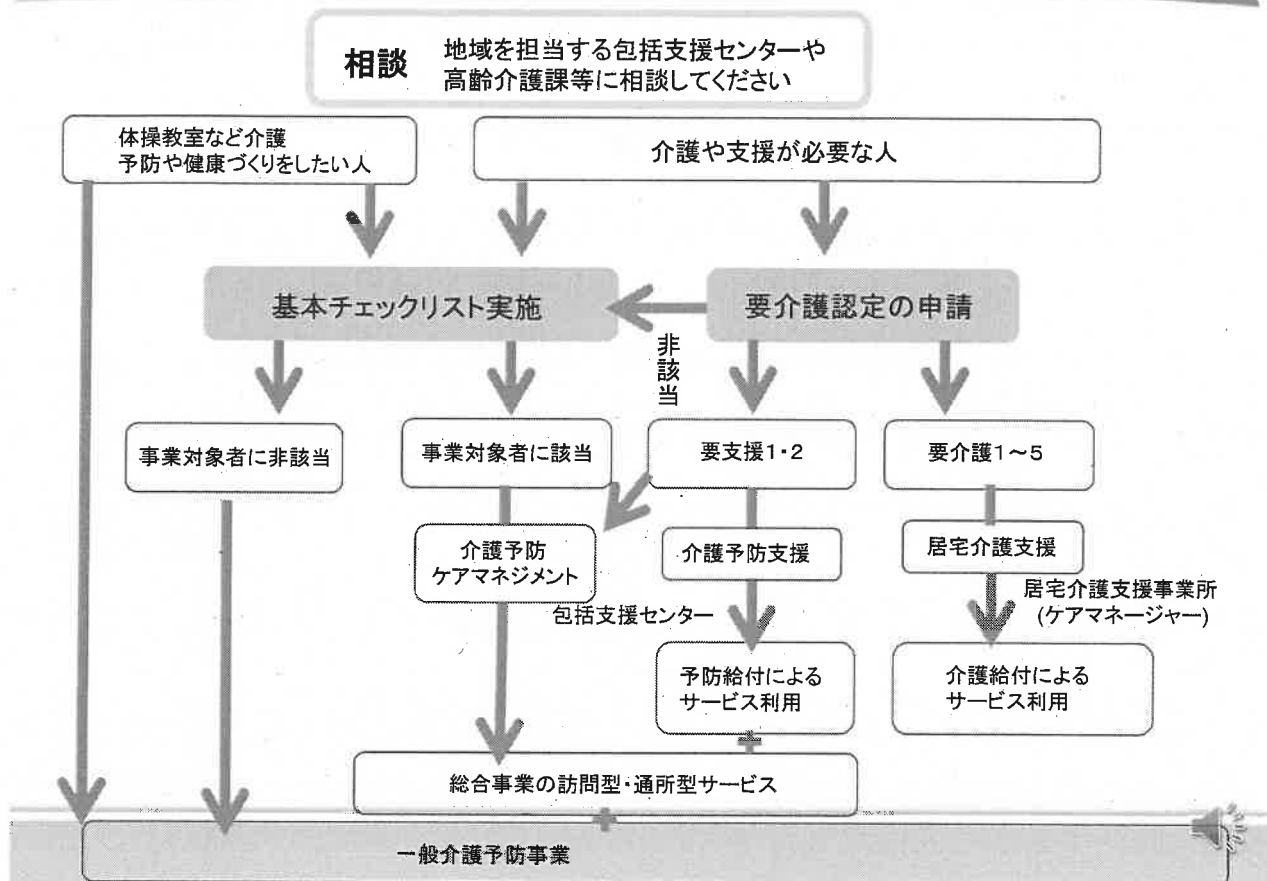 相談
地域を担当する包括支援センターや
高齢介護課等に相談してください
体操教室など介護
予防や健康づくりをしたい人
介護や支援が必要な人
基本チェックリスト実施
要介護認定の申請
非該当
事業対象者に非該当
事業対象者に該当
要支援1・2
要介護1～5
介護予防
ケアマネジメント
介護予防支援
居宅介護支援
包括支援センター
居宅介護支援事業所
(ケアマネージャー)
予防給付による
サービス利用
介護給付による
サービス利用
総合事業の訪問型・通所型サービス
一般介護予防事業